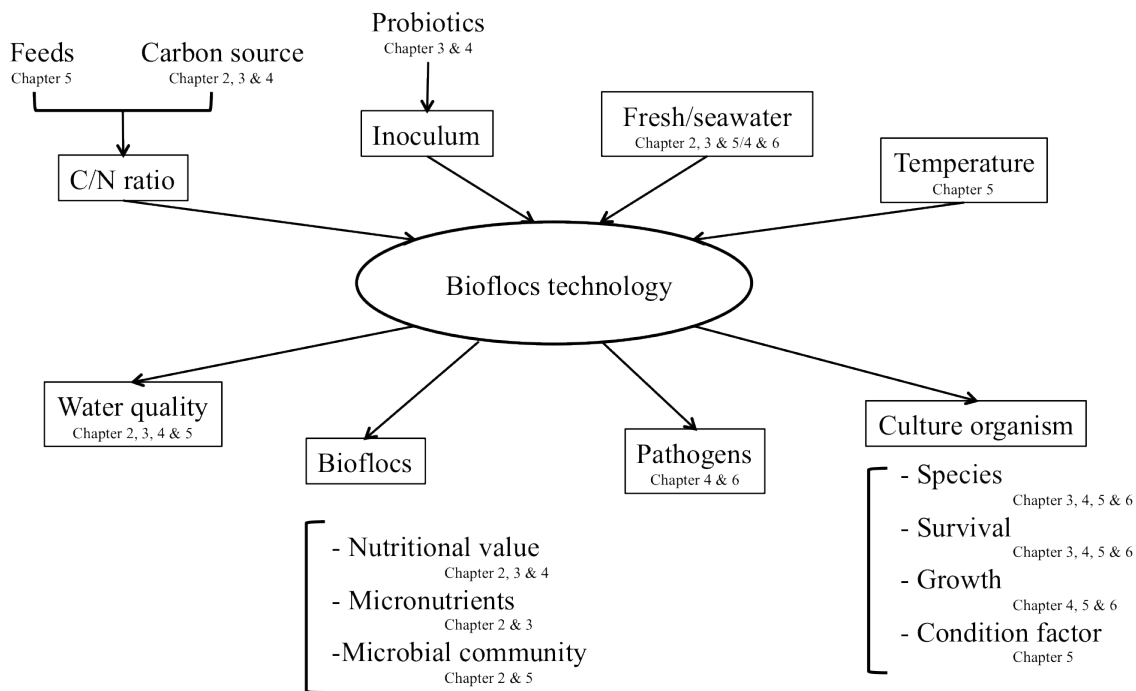 Probiotics
Chapter 3 & 4
Feeds
Chapter 5
Carbon source
Chapter 2, 3 & 4
Inoculum
Fresh/seawater
Chapter 2, 3 & 5/4 & 6
C/N ratio
Temperature
Chapter 5
Bioflocs technology
Water quality
Chapter 2, 3, 4 & 5
Bioflocs
Pathogens
Chapter 4 & 6
Culture organism
- Nutritional value
Chapter 2, 3 & 4
- Micronutrients
Chapter 2 & 3
-Microbial community
Chapter 2 & 5
- Species
Chapter 3, 4, 5 & 6
- Survival
Chapter 3, 4, 5 & 6
- Growth
Chapter 4, 5 & 6
- Condition factor
Chapter 5